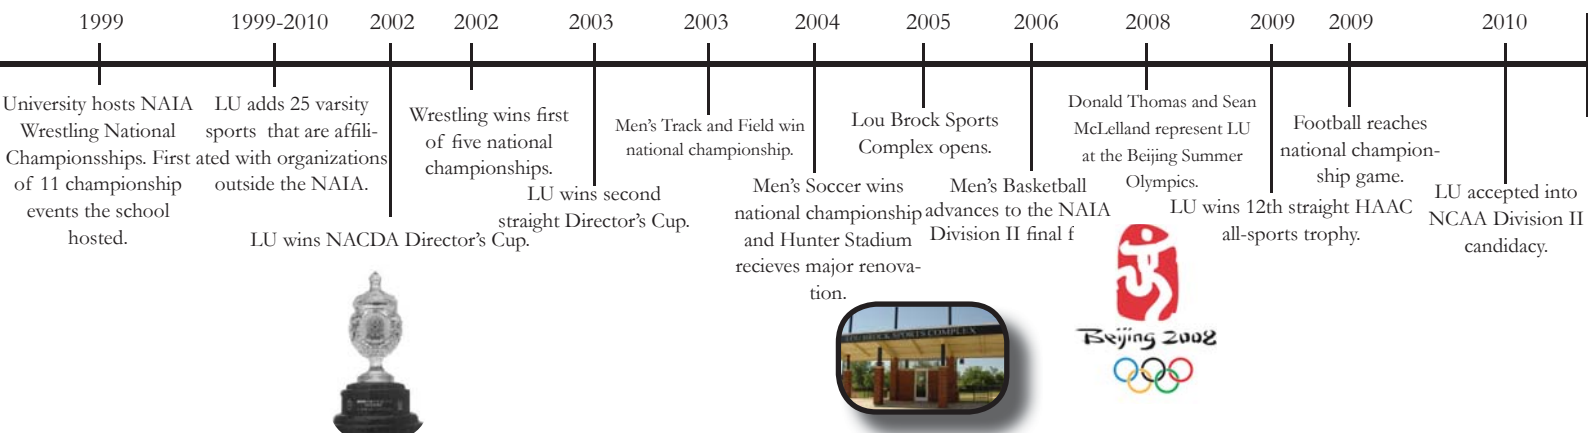 1999
University hosts NAIA
Wrestling National
Championsships. First
of 11 championship
events the school
hosted.
1999-2010
LU adds 25 varsity
sports that are affili-
ated with organizations
outside the NAIA.
2002
LU wins NACDA Director's Cup.
2002
Wrestling wins first
of five national
championships.
2003
LU wins second
straight Director's Cup.
2003
Men's Track and Field win
national championship.
2004
Men's Soccer wins
national championship
and Hunter Stadium
recieves major renova-
tion.
2005
Lou Brock Sports
Complex opens.
LOU BROCK SPORTS COMPLEX
2006
Men's Basketball
advances to the NAIA
Division II final f
2008
Donald Thomas and Sean
McLelland represent LU
at the Beijing Summer
Olympics.
Beijing 2008
2009
LU wins 12th straight HAAC
all-sports trophy.
2009
Football reaches
national champion-
ship game.
2010
LU accepted into
NCAA Division II
candidacy.